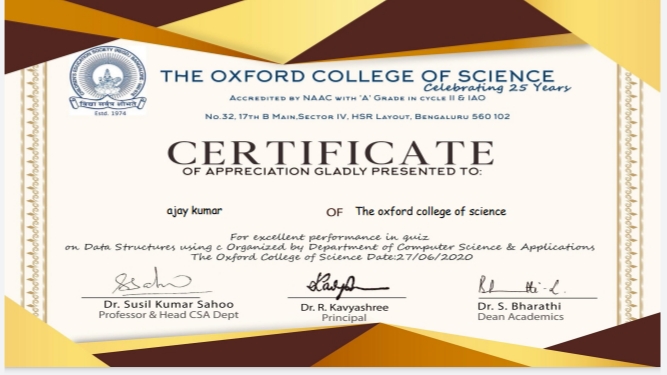 THE OXFORD COLLEGE OF SCIENCE
Celebrating 25 Years
ACCREDITED BY NAAC WITH 'A' GRADE IN CYCLE II & IAO
No.32, 17TH B MAIN,SECTOR IV, HSR LAYOUT, BENGALURU 560 102
विद्या सर्वत्र शोभते
Estd. 1974
CERTIFICATE
OF APPRECIATION GLADLY PRESENTED TO:
ajay kumar OF The oxford college of science
For excellent performance in quiz
on Data Structures using c Organized by Department of Computer Science & Applications
The Oxford College of Science Date:27/06/2020
Dr. Susil Kumar Sahoo
Professor & Head CSA Dept
Dr. R. Kavyashree
Principal
Dr. S. Bharathi
Dean Academics